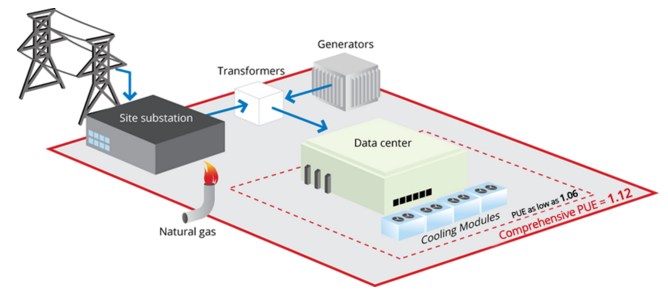 Generators
Transformers
Site substation
Data center
Natural gas
Cooling Modules
PUE as low as 1.06
Comprehensive PUE = 1.12